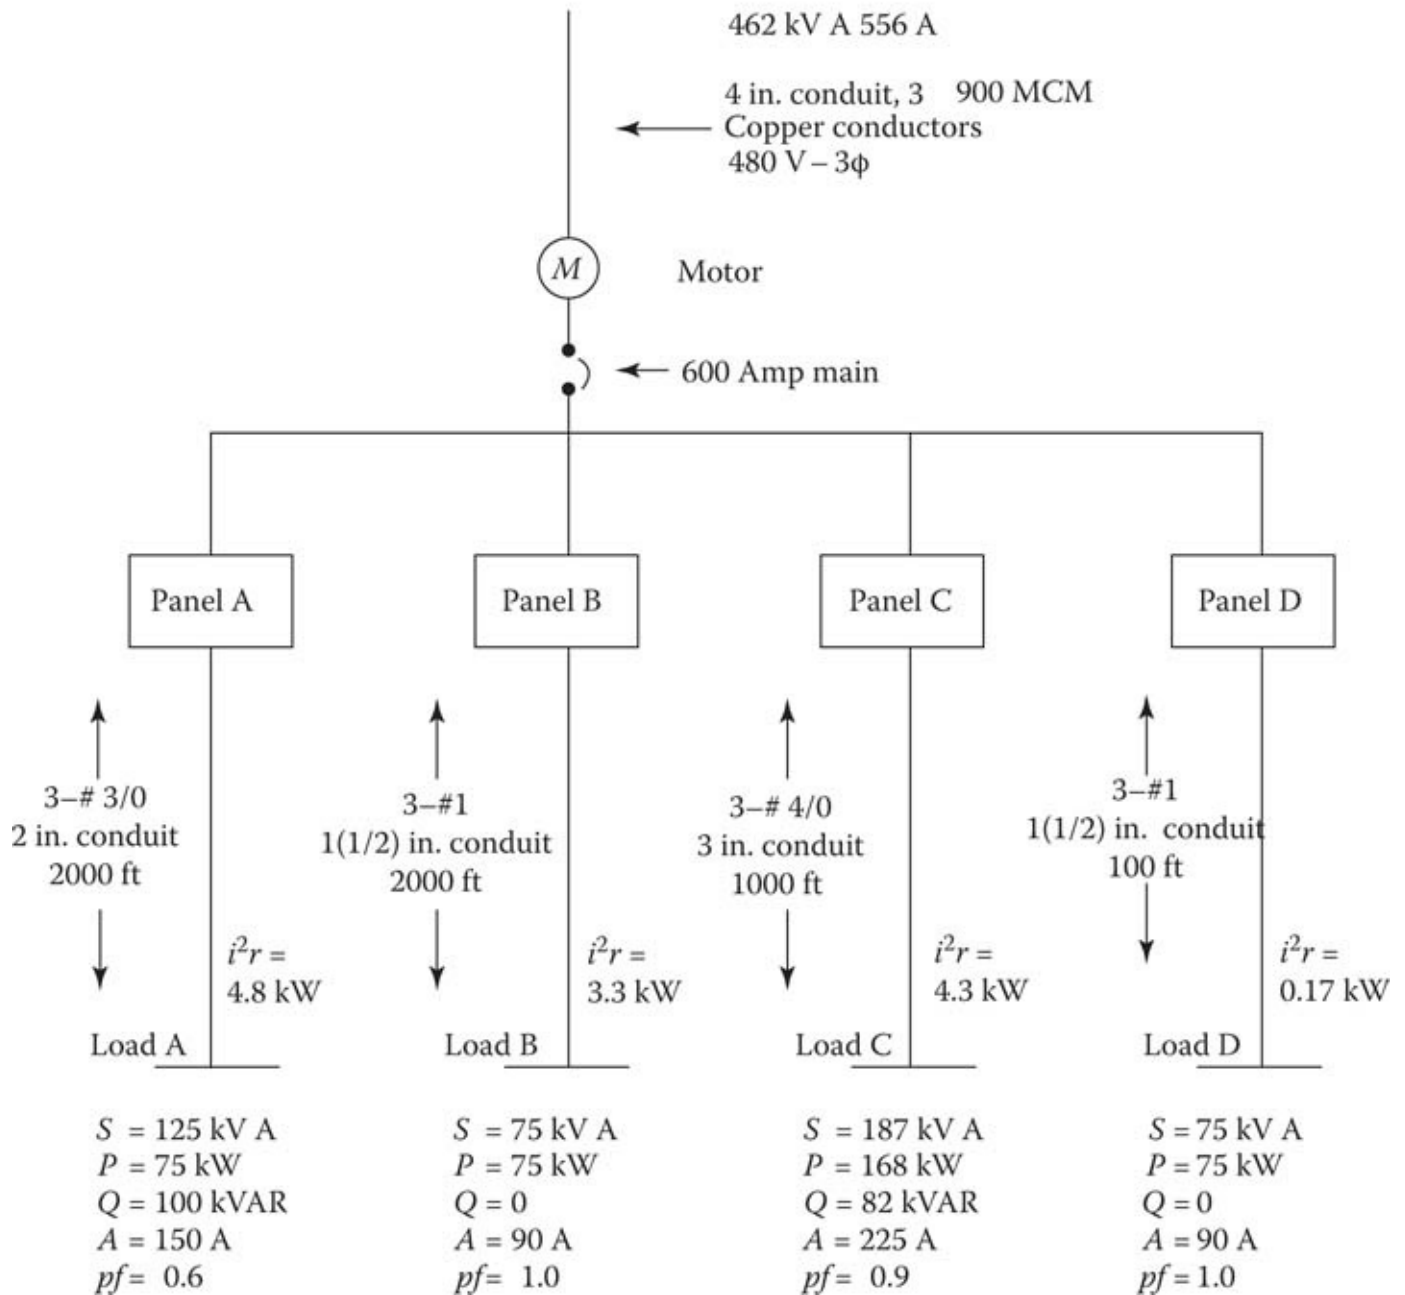 462 kV A 556 A
4 in. conduit, 3 900 MCM
Copper conductors
480 V – 3ϕ
M
Motor
600 Amp main
Panel A
Panel B
Panel C
Panel D
3–# 3/0
2 in. conduit
2000 ft
3–#1
1(1/2) in. conduit
2000 ft
3–# 4/0
3 in. conduit
1000 ft
3–#1
1(1/2) in. conduit
100 ft
i²r =
4.8 kW
i²r =
3.3 kW
i²r =
4.3 kW
i²r =
0.17 kW
Load A
Load B
Load C
Load D
S = 125 kV A
P = 75 kW
Q = 100 kVAR
A = 150 A
pf = 0.6
S = 75 kV A
P = 75 kW
Q = 0
A = 90 A
pf= 1.0
S = 187 kV A
P = 168 kW
Q = 82 kVAR
A = 225 A
pf = 0.9
S = 75 kV A
P = 75 kW
Q = 0
A = 90 A
pf = 1.0